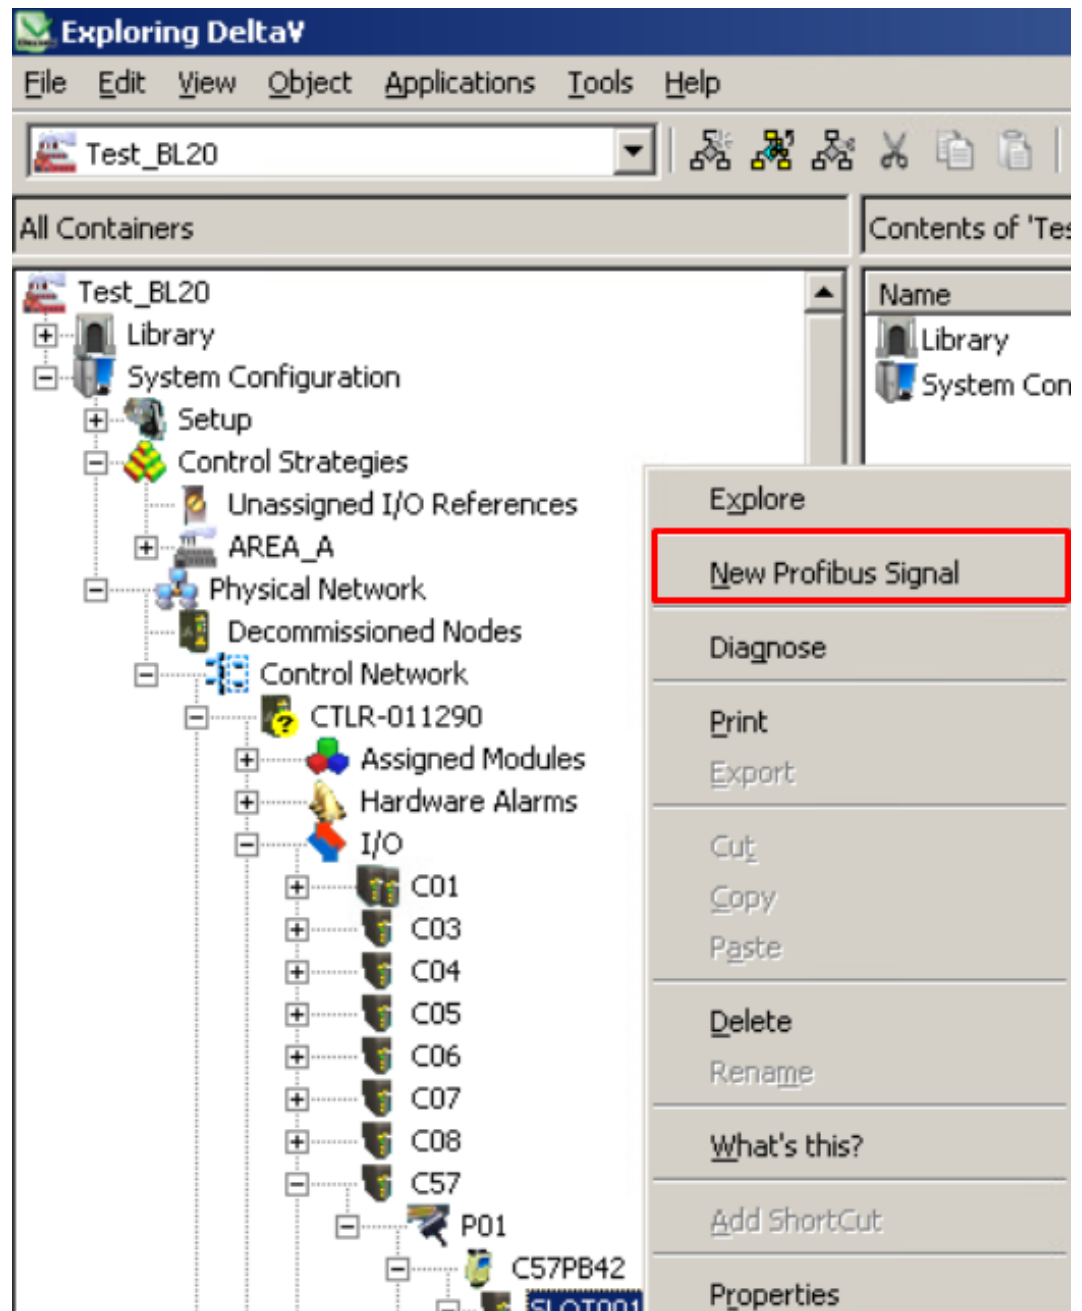 Exploring DeltaV
File Edit View Object Applications Tools Help
Test_BL20
All Containers
Contents of 'Tes
Test_BL20
Library
System Configuration
Setup
Control Strategies
Unassigned I/O References
AREA_A
Physical Network
Decommissioned Nodes
Control Network
CTLR-011290
Assigned Modules
Hardware Alarms
I/O
C01
C03
C04
C05
C06
C07
C08
C57
P01
C57PB42
SLOT001
Name
Library
System Con
Explore
New Profibus Signal
Diagnose
Print
Export
Cut
Copy
Paste
Delete
Rename
What's this?
Add ShortCut
Properties